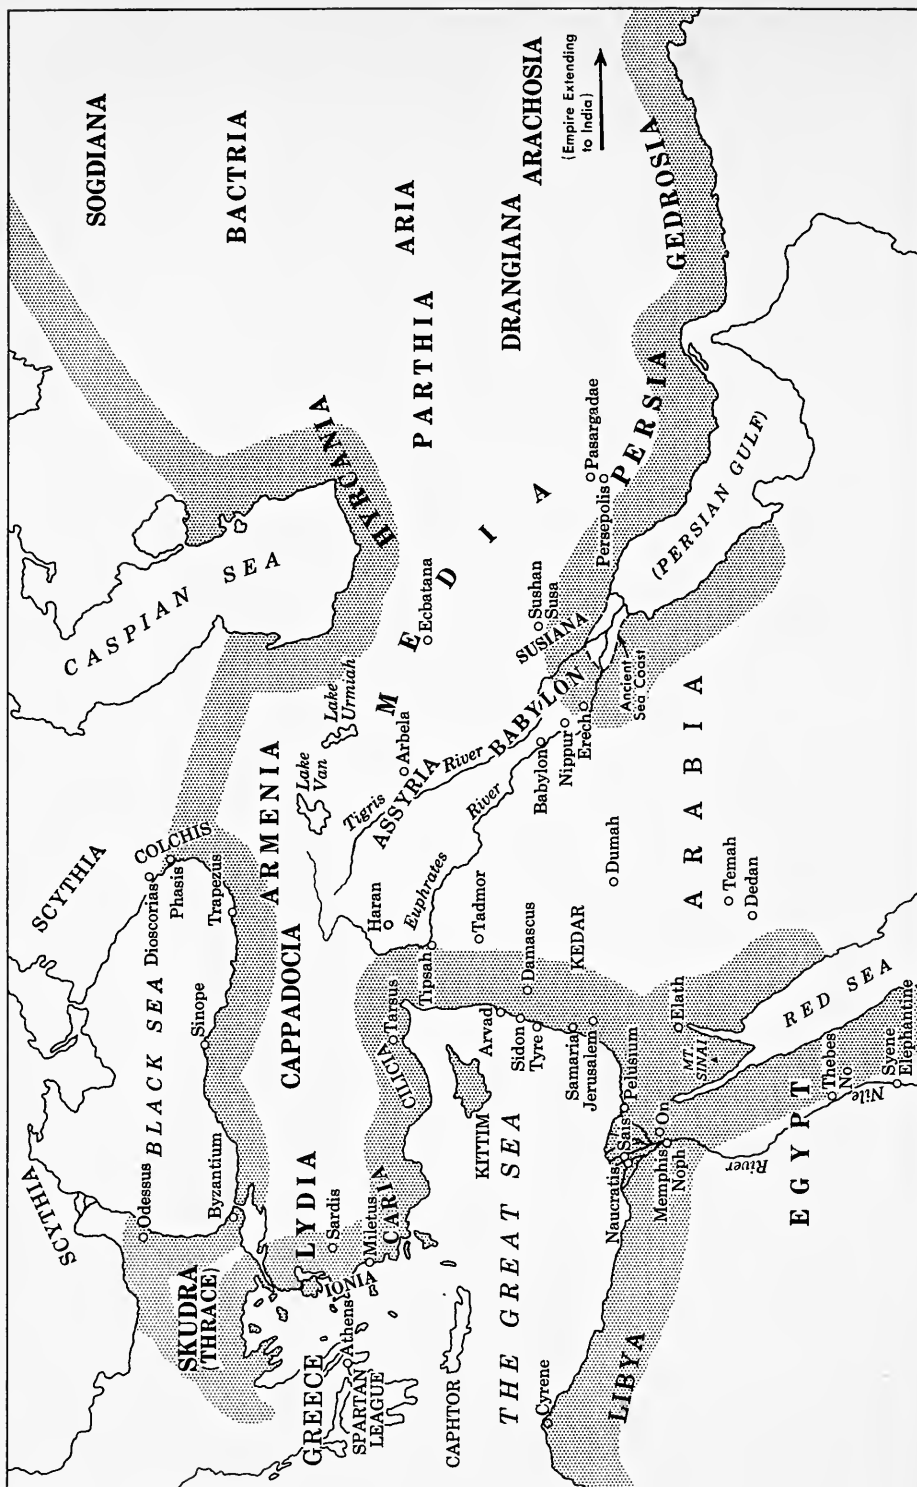 SCYTHIA
SCYTHIA
SOGDIANA
CASPIAN SEA
BLACK SEA
Odessus
Dioscorias
COLCHIS
Phasis
Trapezus
Sinope
Byzantium
SKUDRA
(THRACE)
BACTRIA
HYRCANIA
ARMENIA
CAPPADOCIA
LYDIA
Sardis
Miletus
IONIA
CARIA
CILICIA
Tarsus
GREECE
Athens
SPARTAN
LEAGUE
CAPHTOR
KITTIM
THE GREAT SEA
Lake
Van
Lake
Urmiah
Tigris
River
ASSYRIA
Arbela
Haran
Euphrates
River
Tipsah
Tadmor
MEDIA
Ecbatana
PARTHIA
ARIA
DRANGIANA
ARACHOSIA
(Empire Extending
to India)
GEDROSIA
PERSIA
Pasargadae
Persepolis
Sushan
Susa
SUSIANA
BABYLON
Babylon
Nippur
Erech
Ancient
Sea Coast
(PERSIAN GULF)
Arvad
Sidon
Tyre
Damascus
KEDAR
Samaria
Jerusalem
Dumah
ARABIA
Temah
Dedan
Elath
MT.
SINAI
RED SEA
Pelusium
Sais
Naucratis
On
Memphis
Noph
Cyrene
LIBYA
EGYPT
River
Nile
Thebes
No
Syene
Elephantine